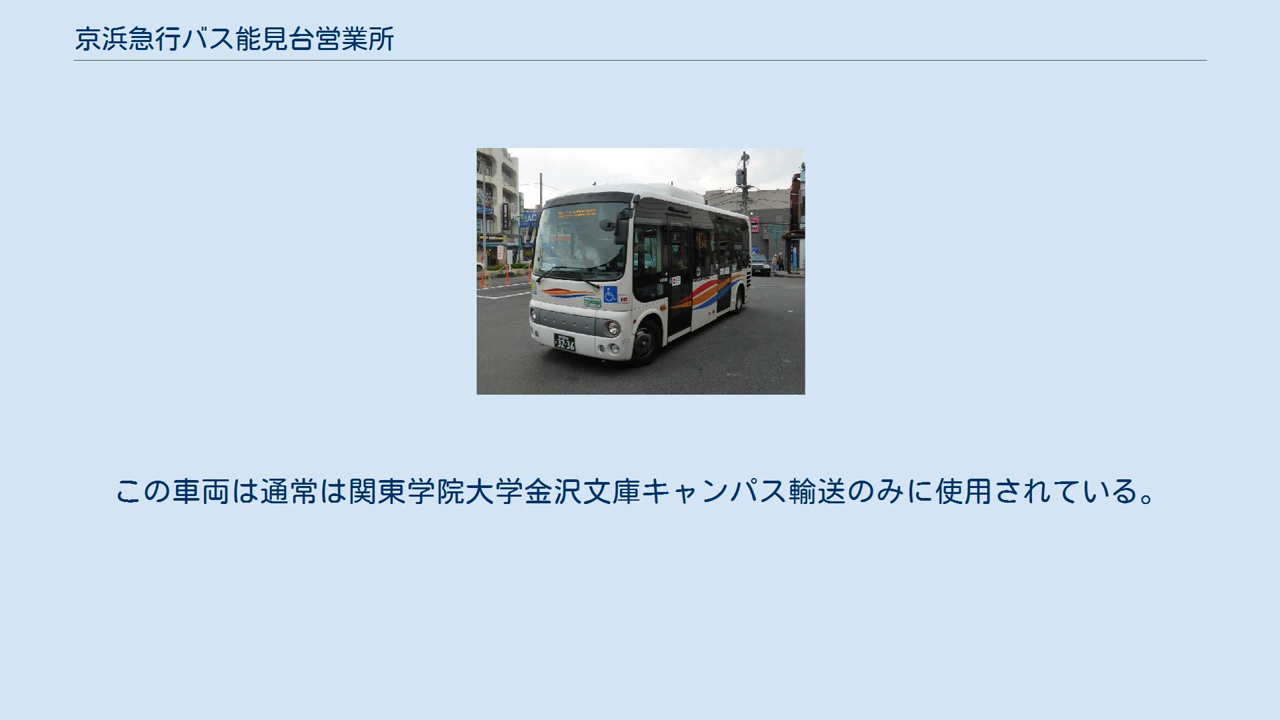 京浜急行バス能見台営業所
32-36
この車両は通常は関東学院大学金沢文庫キャンパス輸送のみに使用されている。